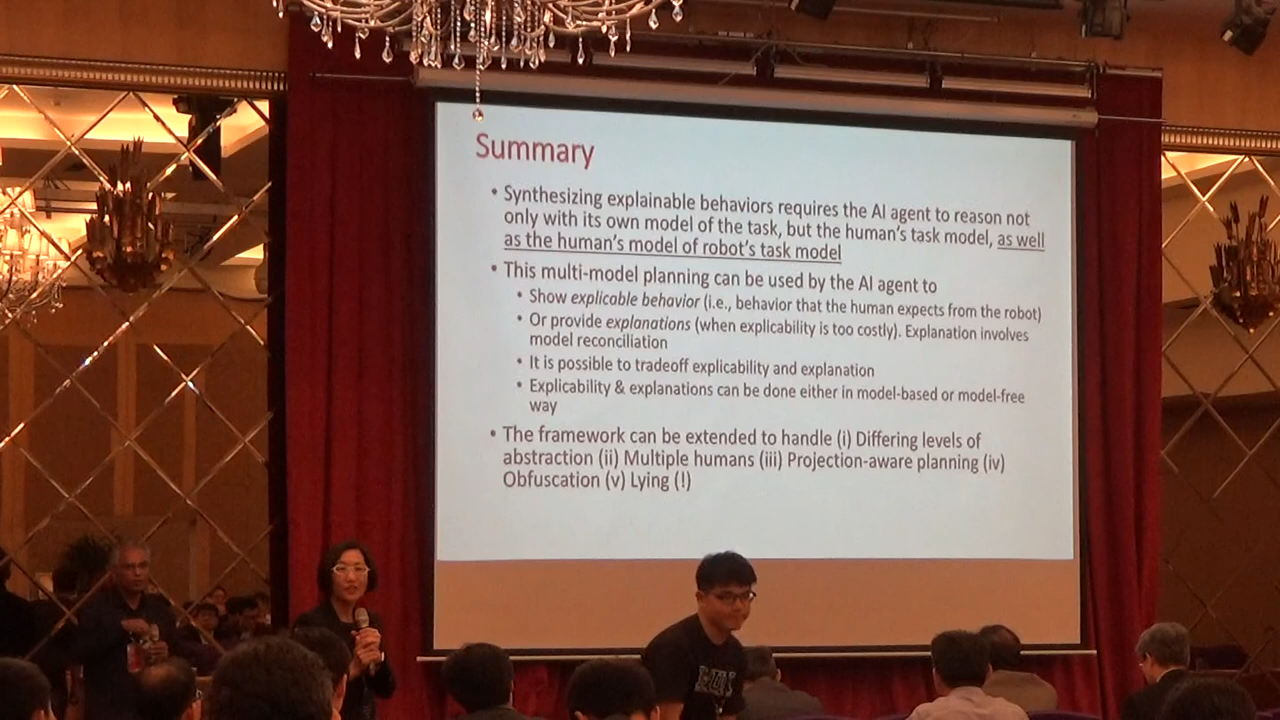 Summary
• Synthesizing explainable behaviors requires the AI agent to reason not
only with its own model of the task, but the human's task model, as well
as the human's model of robot's task model
• This multi-model planning can be used by the AI agent to
• Show explicable behavior (i.e., behavior that the human expects from the robot)
• Or provide explanations (when explicability is too costly). Explanation involves
model reconciliation
• It is possible to tradeoff explicability and explanation
• Explicability & explanations can be done either in model-based or model-free
way
• The framework can be extended to handle (i) Differing levels of
abstraction (ii) Multiple humans (iii) Projection-aware planning (iv)
Obfuscation (v) Lying (!)